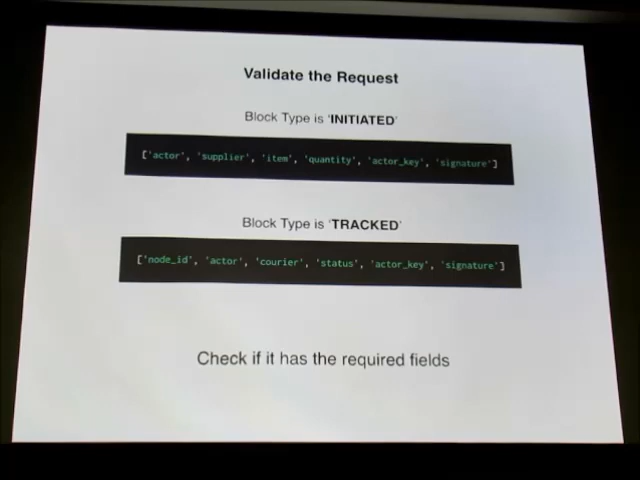 Validate the Request
Block Type is 'INITIATED'
['actor', 'supplier', 'item', 'quantity', 'actor_key', 'signature']
Block Type is 'TRACKED'
['node_id', 'actor', 'courier', 'status', 'actor_key', 'signature']
Check if it has the required fields